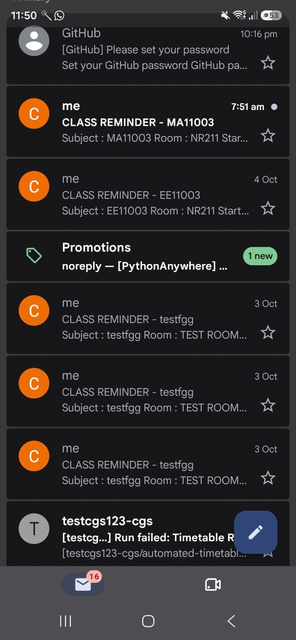 Primary
11:50
53
GitHub
10:16 pm
[GitHub] Please set your password
Set your GitHub password GitHub pa...
C
me
7:51 am
CLASS REMINDER - MA11003
Subject : MA11003 Room : NR211 Star...
C
me
4 Oct
CLASS REMINDER - EE11003
Subject : EE11003 Room : NR211 Start...
Promotions
noreply — [PythonAnywhere] ...
1 new
C
me
3 Oct
CLASS REMINDER - testfgg
Subject : testfgg Room : TEST ROOM...
C
me
3 Oct
CLASS REMINDER - testfgg
Subject : testfgg Room : TEST ROOM...
C
me
3 Oct
CLASS REMINDER - testfgg
Subject : testfgg Room : TEST ROOM...
T
testcgs123-cgs
[testcg...] Run failed: Timetable R
[testcgs123-cgs/automated-timetabl...
16